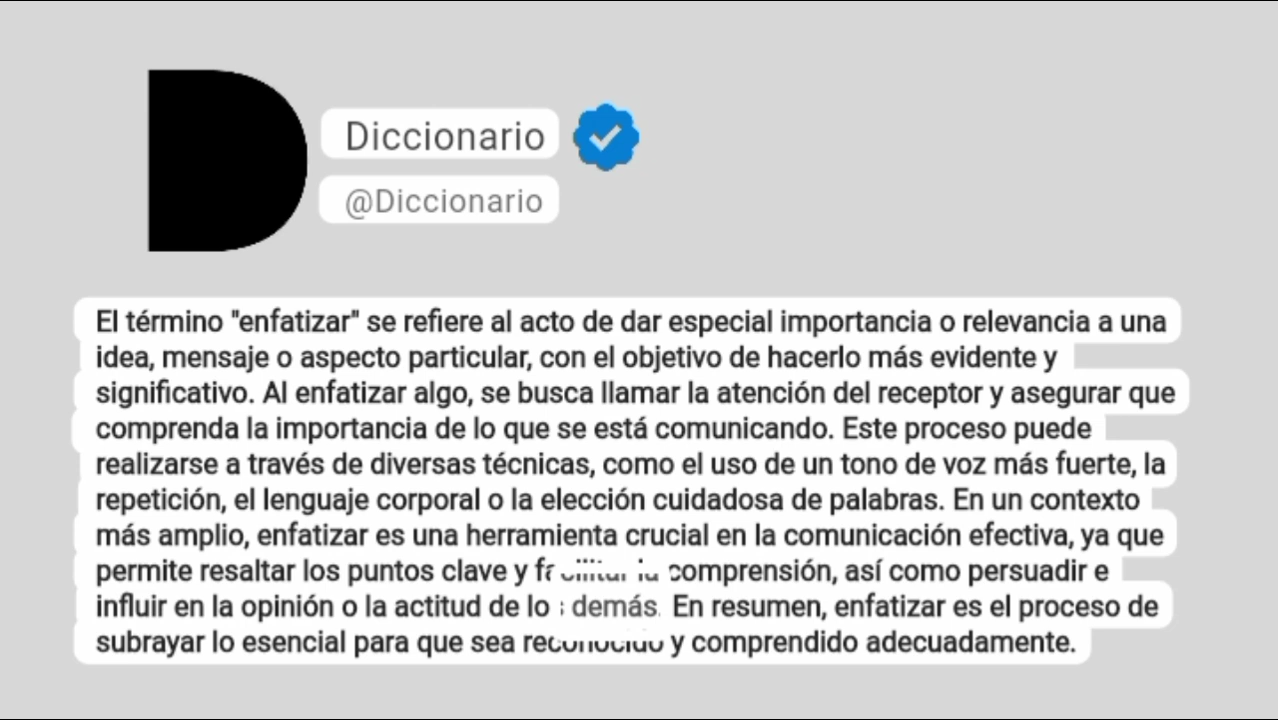 Diccionario
@Diccionario
El término "enfatizar" se refiere al acto de dar especial importancia o relevancia a una
idea, mensaje o aspecto particular, con el objetivo de hacerlo más evidente y
significativo. Al enfatizar algo, se busca llamar la atención del receptor y asegurar que
comprenda la importancia de lo que se está comunicando. Este proceso puede
realizarse a través de diversas técnicas, como el uso de un tono de voz más fuerte, la
repetición, el lenguaje corporal o la elección cuidadosa de palabras. En un contexto
más amplio, enfatizar es una herramienta crucial en la comunicación efectiva, ya que
permite resaltar los puntos clave y facilitar la comprensión, así como persuadir e
influir en la opinión o la actitud de los demás. En resumen, enfatizar es el proceso de
subrayar lo esencial para que sea reconocido y comprendido adecuadamente.